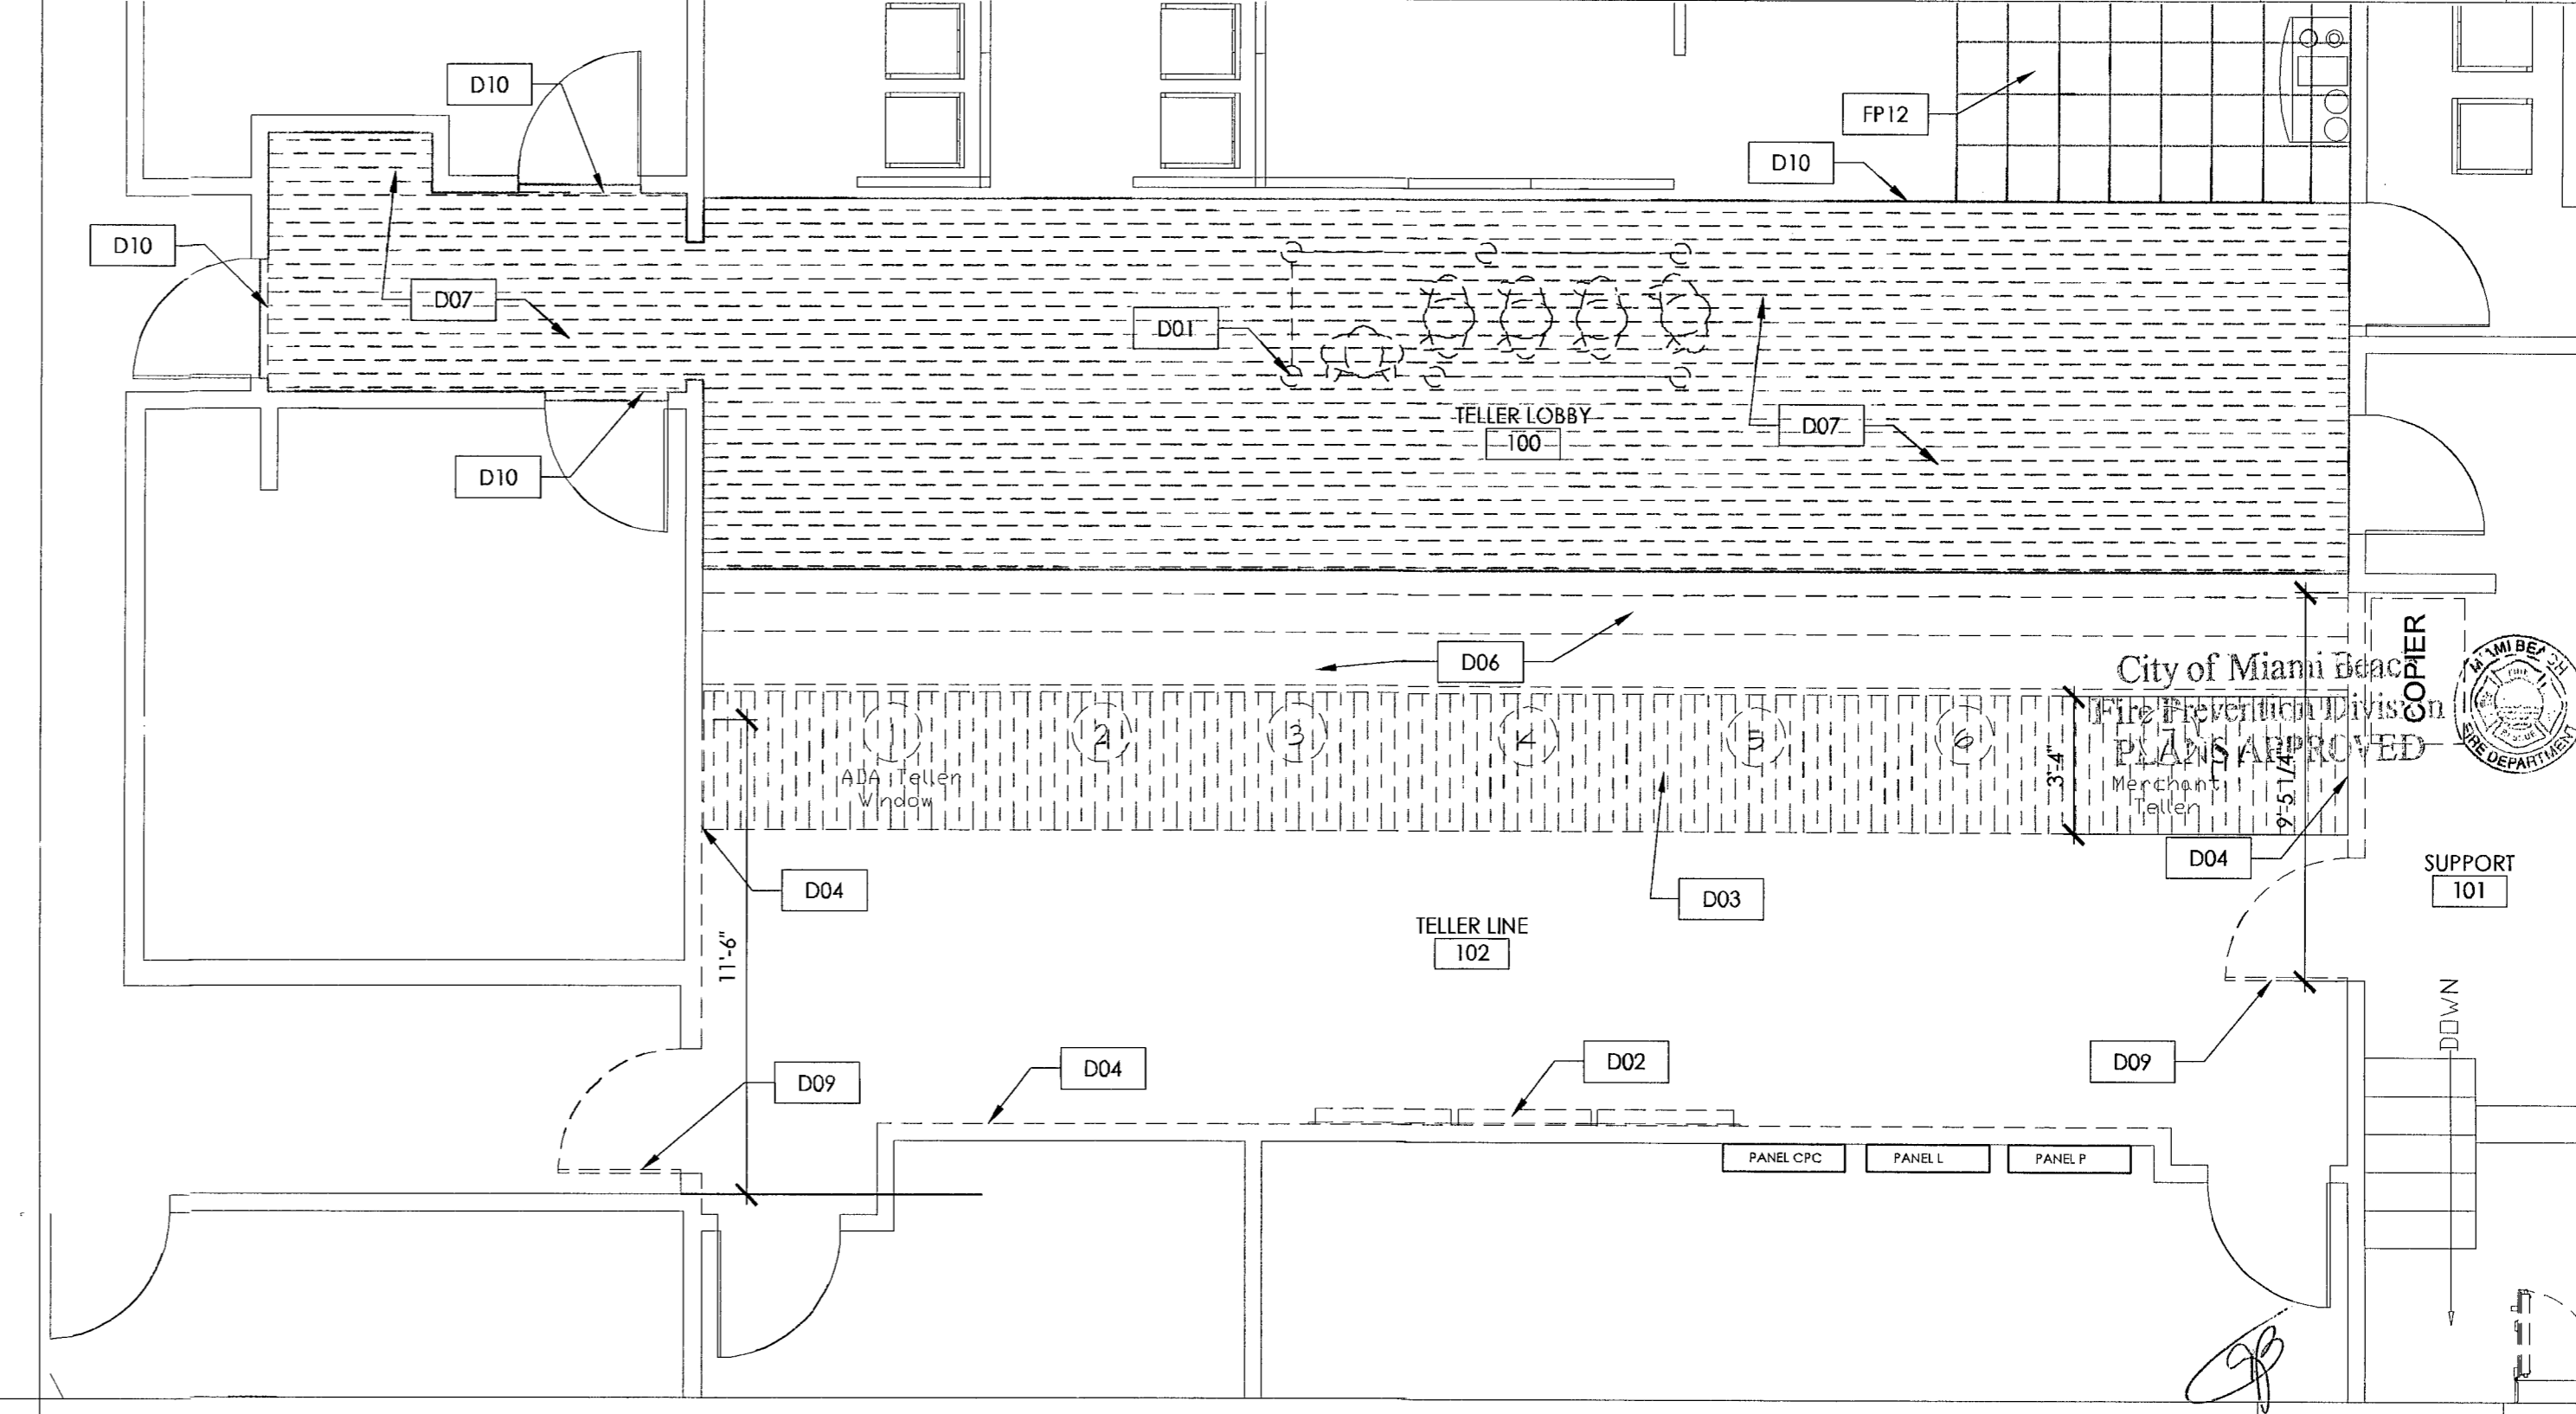 D10
FP12
D10
D10
D07
D01
TELLER LOBBY
100
D07
D10
D06
COPIER
City of Miami Beach
Fire Prevention Division
PLANS APPROVED
MIAMI BEACH
FIRE DEPARTMENT
1
2
3
4
5
6
ADA Teller
Window
3'-4"
Merchant
Teller
9'-5 1/4"
D04
D03
D04
SUPPORT
101
TELLER LINE
102
11'-6"
DOWN
D09
D04
D02
D09
PANEL CPC
PANEL L
PANEL P